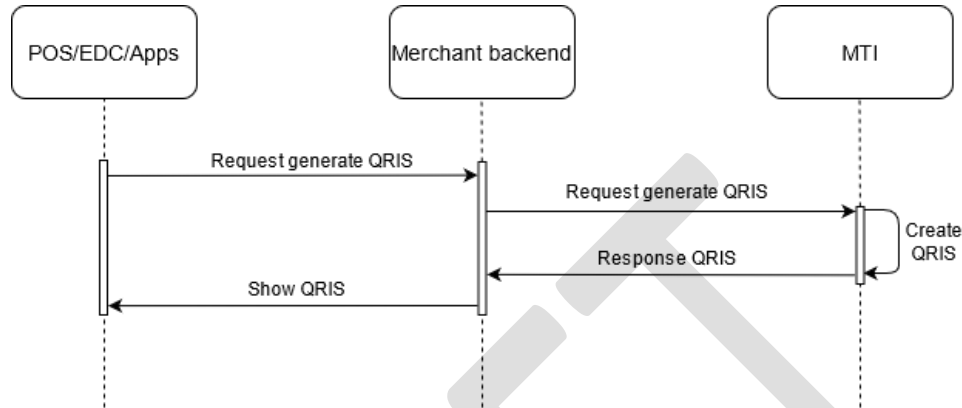 POS/EDC/Apps
Merchant backend
MTI
Request generate QRIS
Request generate QRIS
Create
QRIS
Response QRIS
Show QRIS